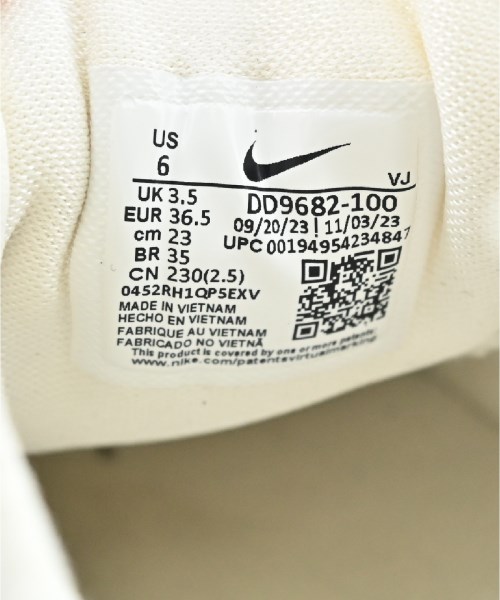 US
6
VJ
UK 3.5
EUR 36.5
cm 23
BR 35
CN 230(2.5)
DD9682-100
09/20/23 | 11/03/23
UPC 00194954234847
0452RH1QP5EXV
MADE IN VIETNAM
HECHO EN VIETNAM
FABRIQUE AU VIETNAM
FABRICADO NO VIETNÃ
This product is covered by one or more patents.
www.nike.com/patentsvirtualmarking